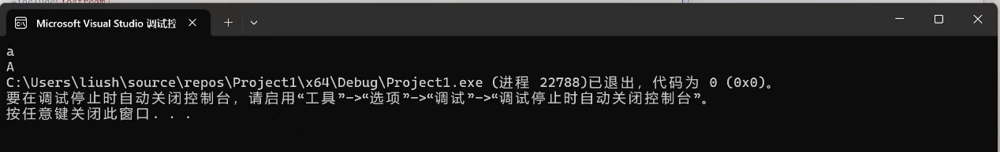 #include<iostream>
Microsoft Visual Studio 调试控
a
A
C:\Users\liush\source\repos\Project1\x64\Debug\Project1.exe (进程 22788)已退出，代码为 0 (0x0)。
要在调试停止时自动关闭控制台，请启用“工具”->“选项”->“调试”->“调试停止时自动关闭控制台”。
按任意键关闭此窗口. . .